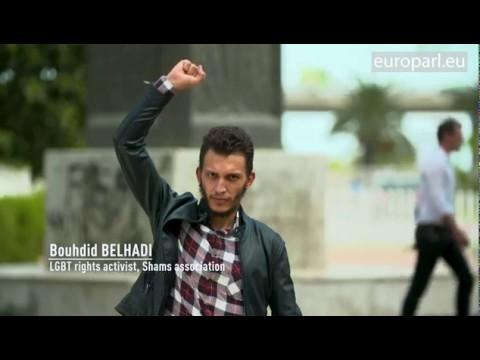 europarl.eu
Bouhdid BELHADI
LGBT rights activist, Shams association